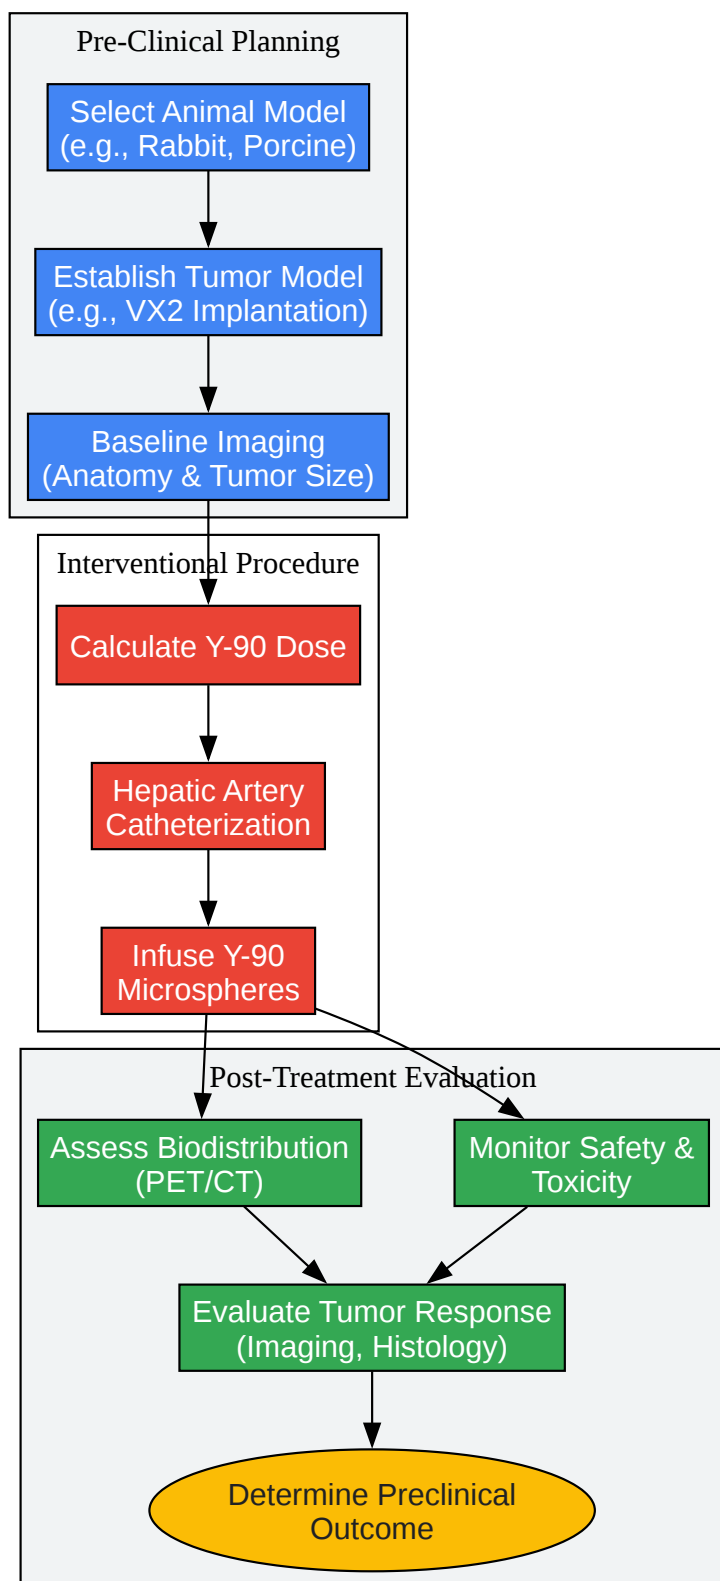 Pre-Clinical Planning
Select Animal Model
(e.g., Rabbit, Porcine)
Establish Tumor Model
(e.g., VX2 Implantation)
Baseline Imaging
(Anatomy & Tumor Size)
Interventional Procedure
Calculate Y-90 Dose
Hepatic Artery
Catheterization
Infuse Y-90
Microspheres
Post-Treatment Evaluation
Assess Biodistribution
(PET/CT)
Monitor Safety &
Toxicity
Evaluate Tumor Response
(Imaging, Histology)
Determine Preclinical
Outcome